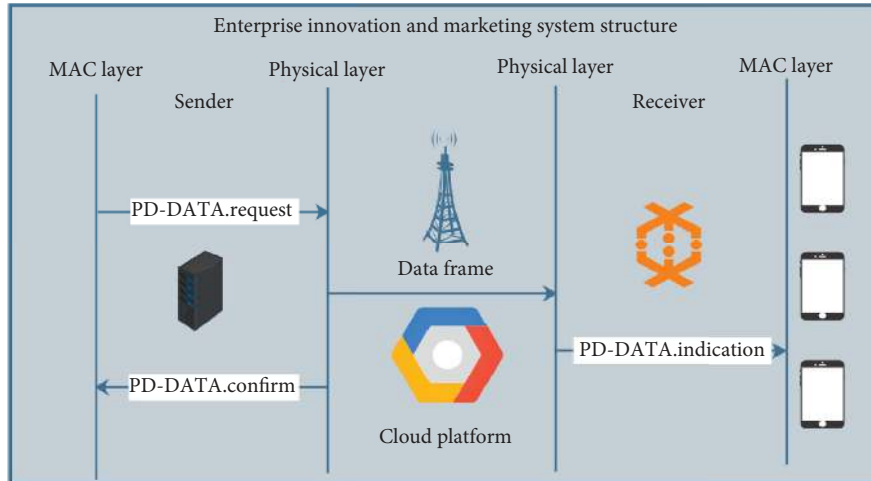 Enterprise innovation and marketing system structure
MAC layer
Physical layer
Physical layer
MAC layer
Sender
Receiver
PD-DATA.request
Data frame
PD-DATA.indication
PD-DATA.confirm
Cloud platform